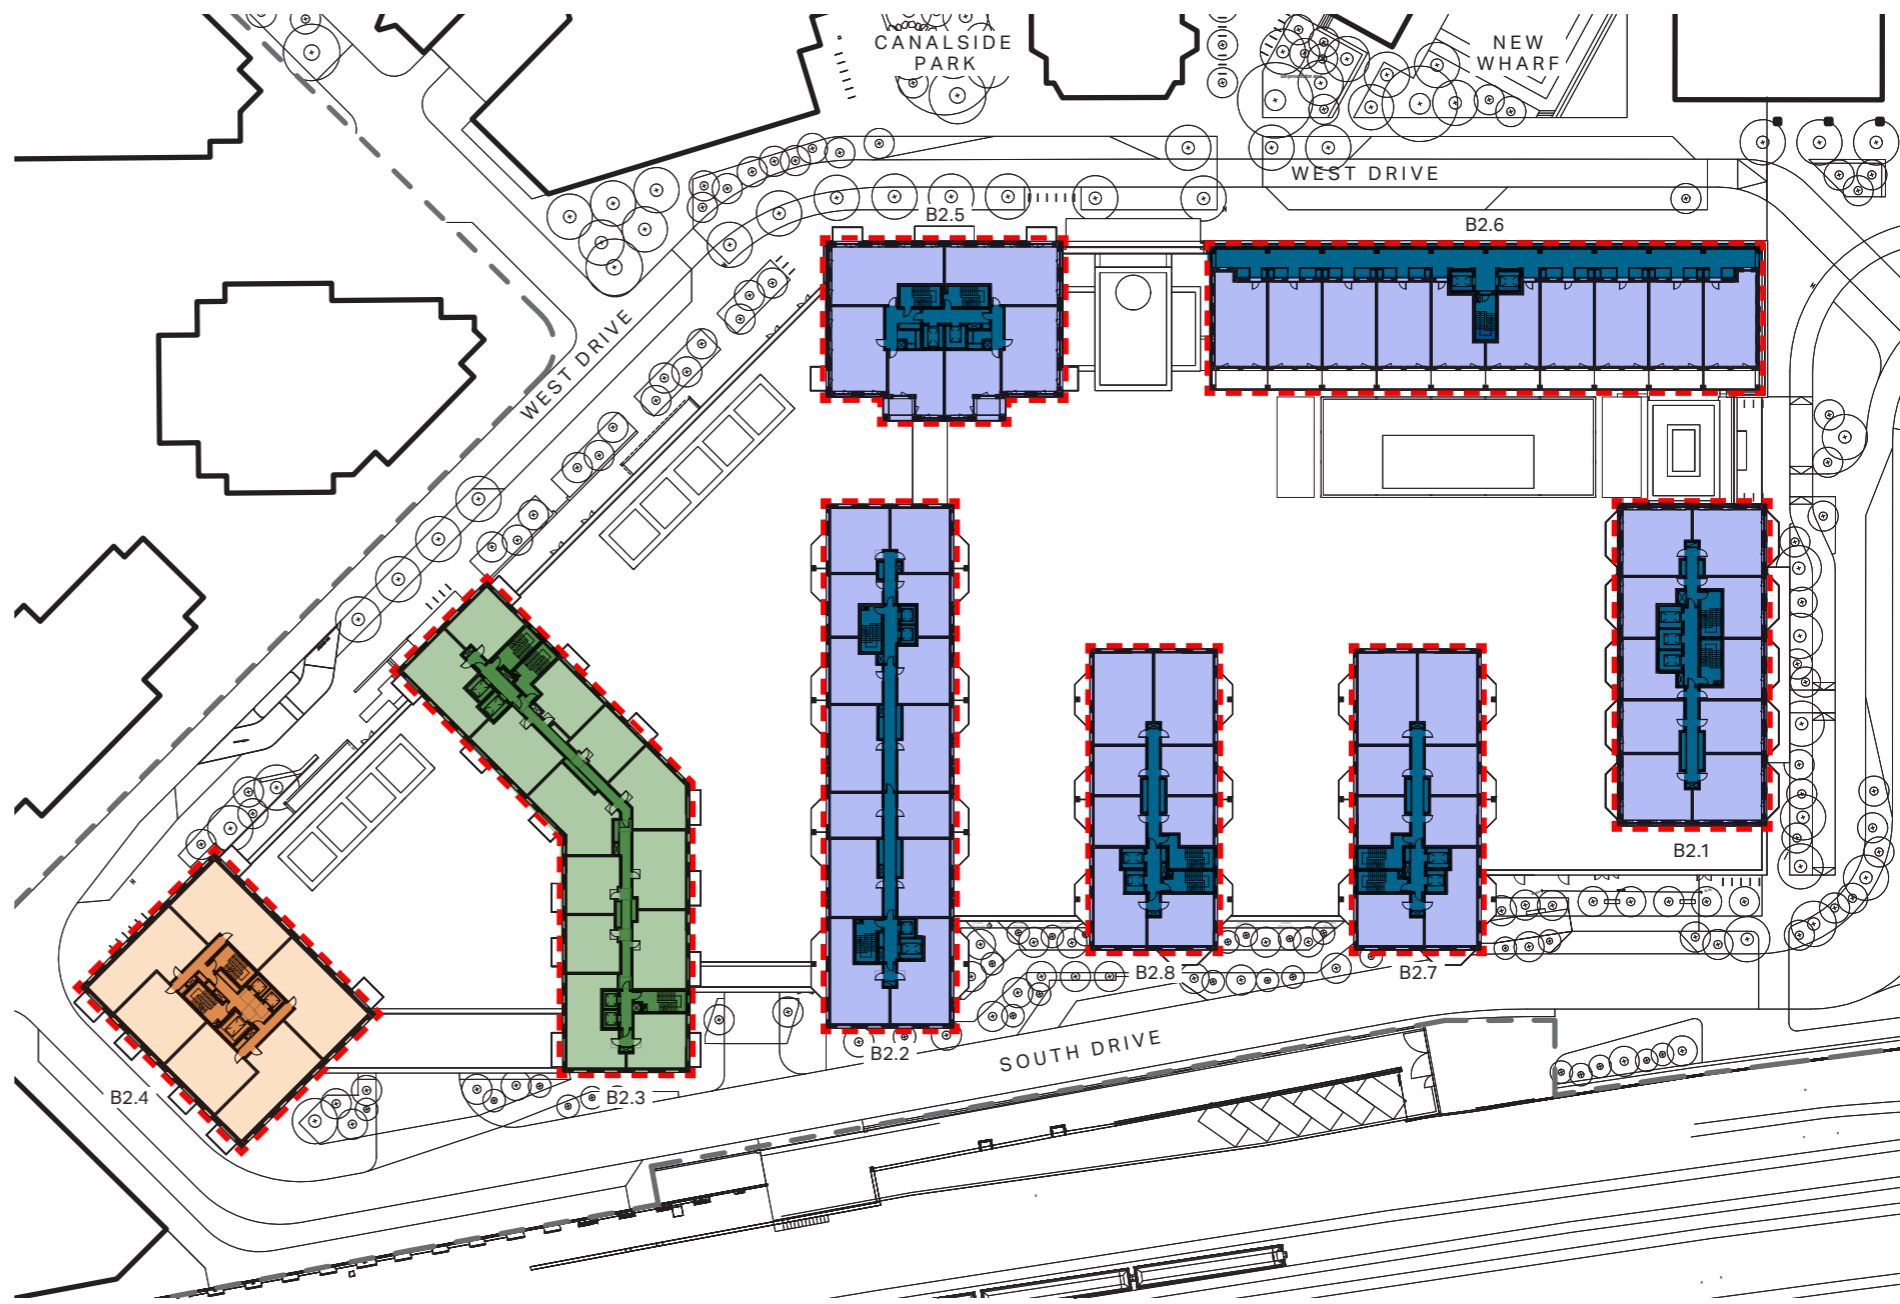 CANALSIDE
PARK
NEW
WHARF
WEST DRIVE
B2.5
B2.6
WEST DRIVE
B2.1
B2.8
B2.7
B2.2
SOUTH DRIVE
B2.4
B2.3